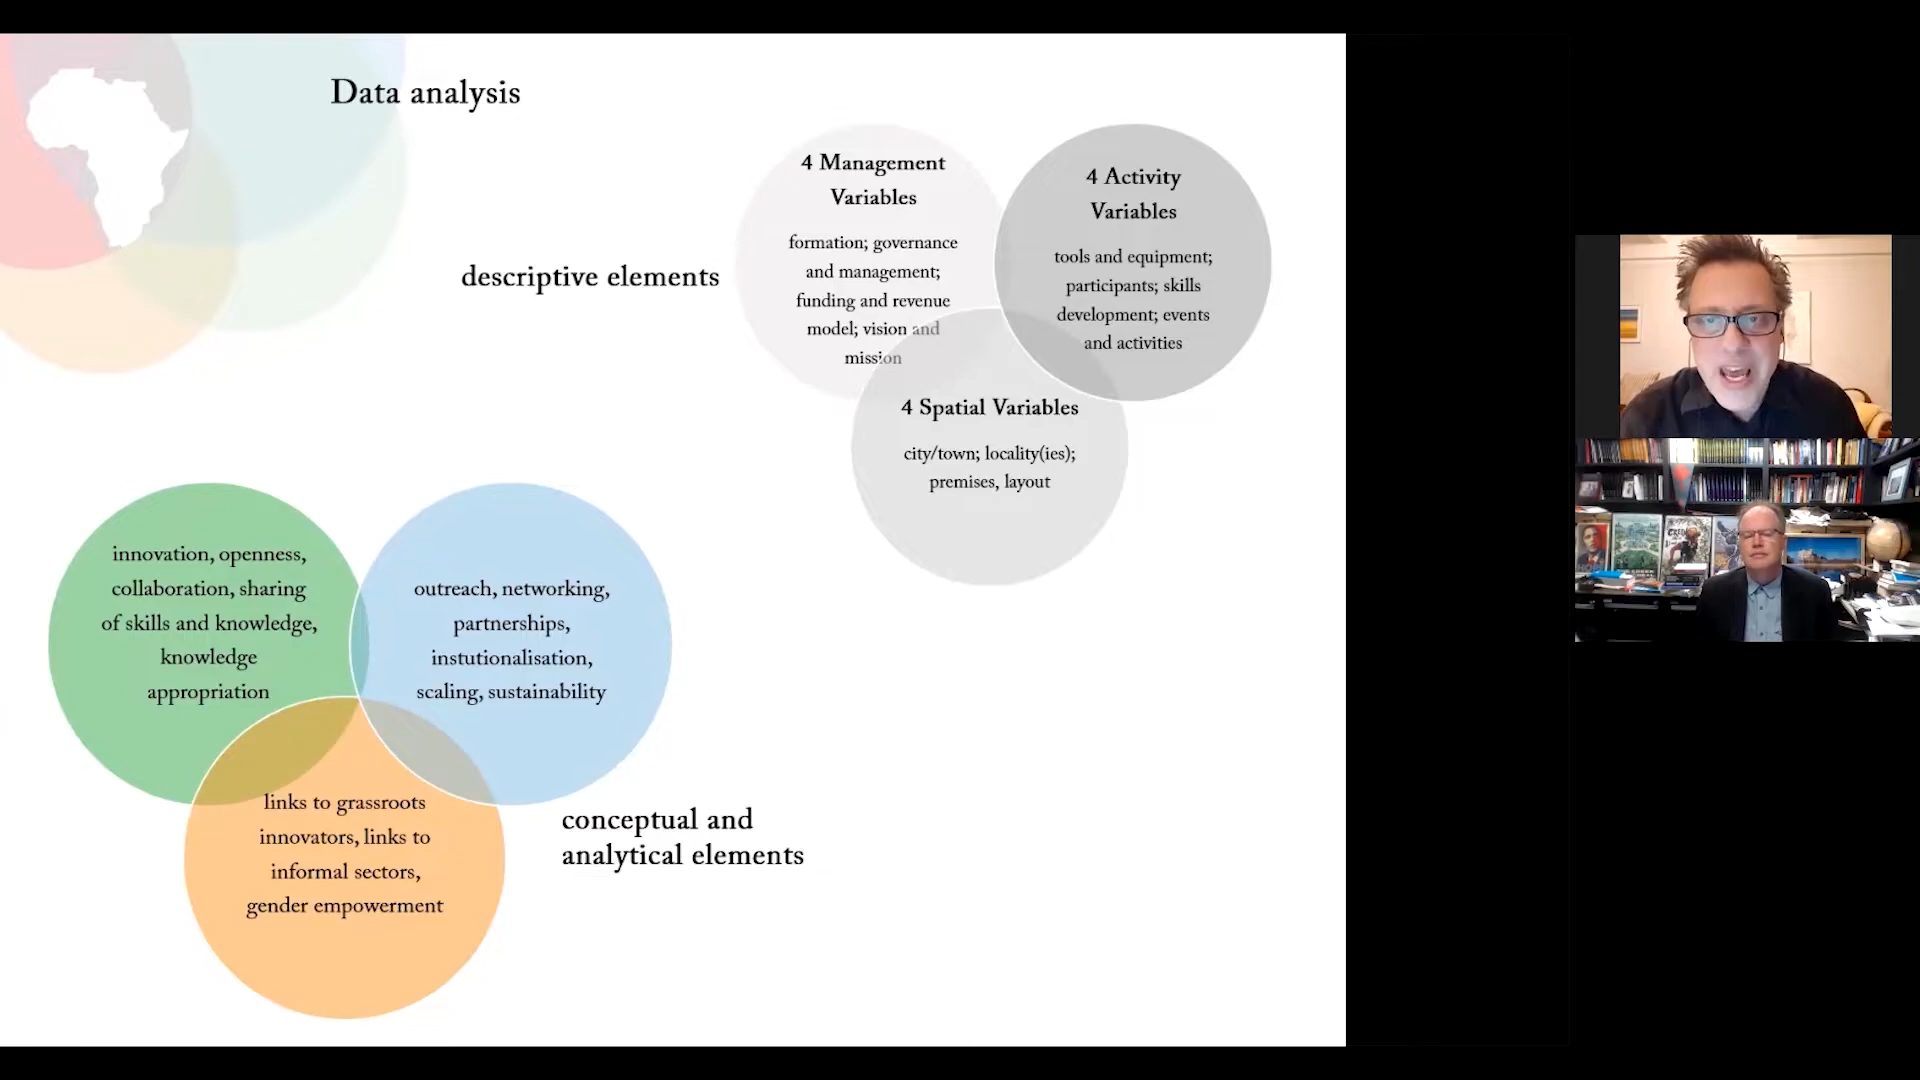 Data analysis
descriptive elements
4 Management
Variables
formation; governance
and management;
funding and revenue
model; vision and
mission
4 Activity
Variables
tools and equipment;
participants; skills
development; events
and activities
4 Spatial Variables
city/town; locality(ies);
premises, layout
innovation, openness,
collaboration, sharing
of skills and knowledge,
knowledge
appropriation
outreach, networking,
partnerships,
instutionalisation,
scaling, sustainability
links to grassroots
innovators, links to
informal sectors,
gender empowerment
conceptual and
analytical elements